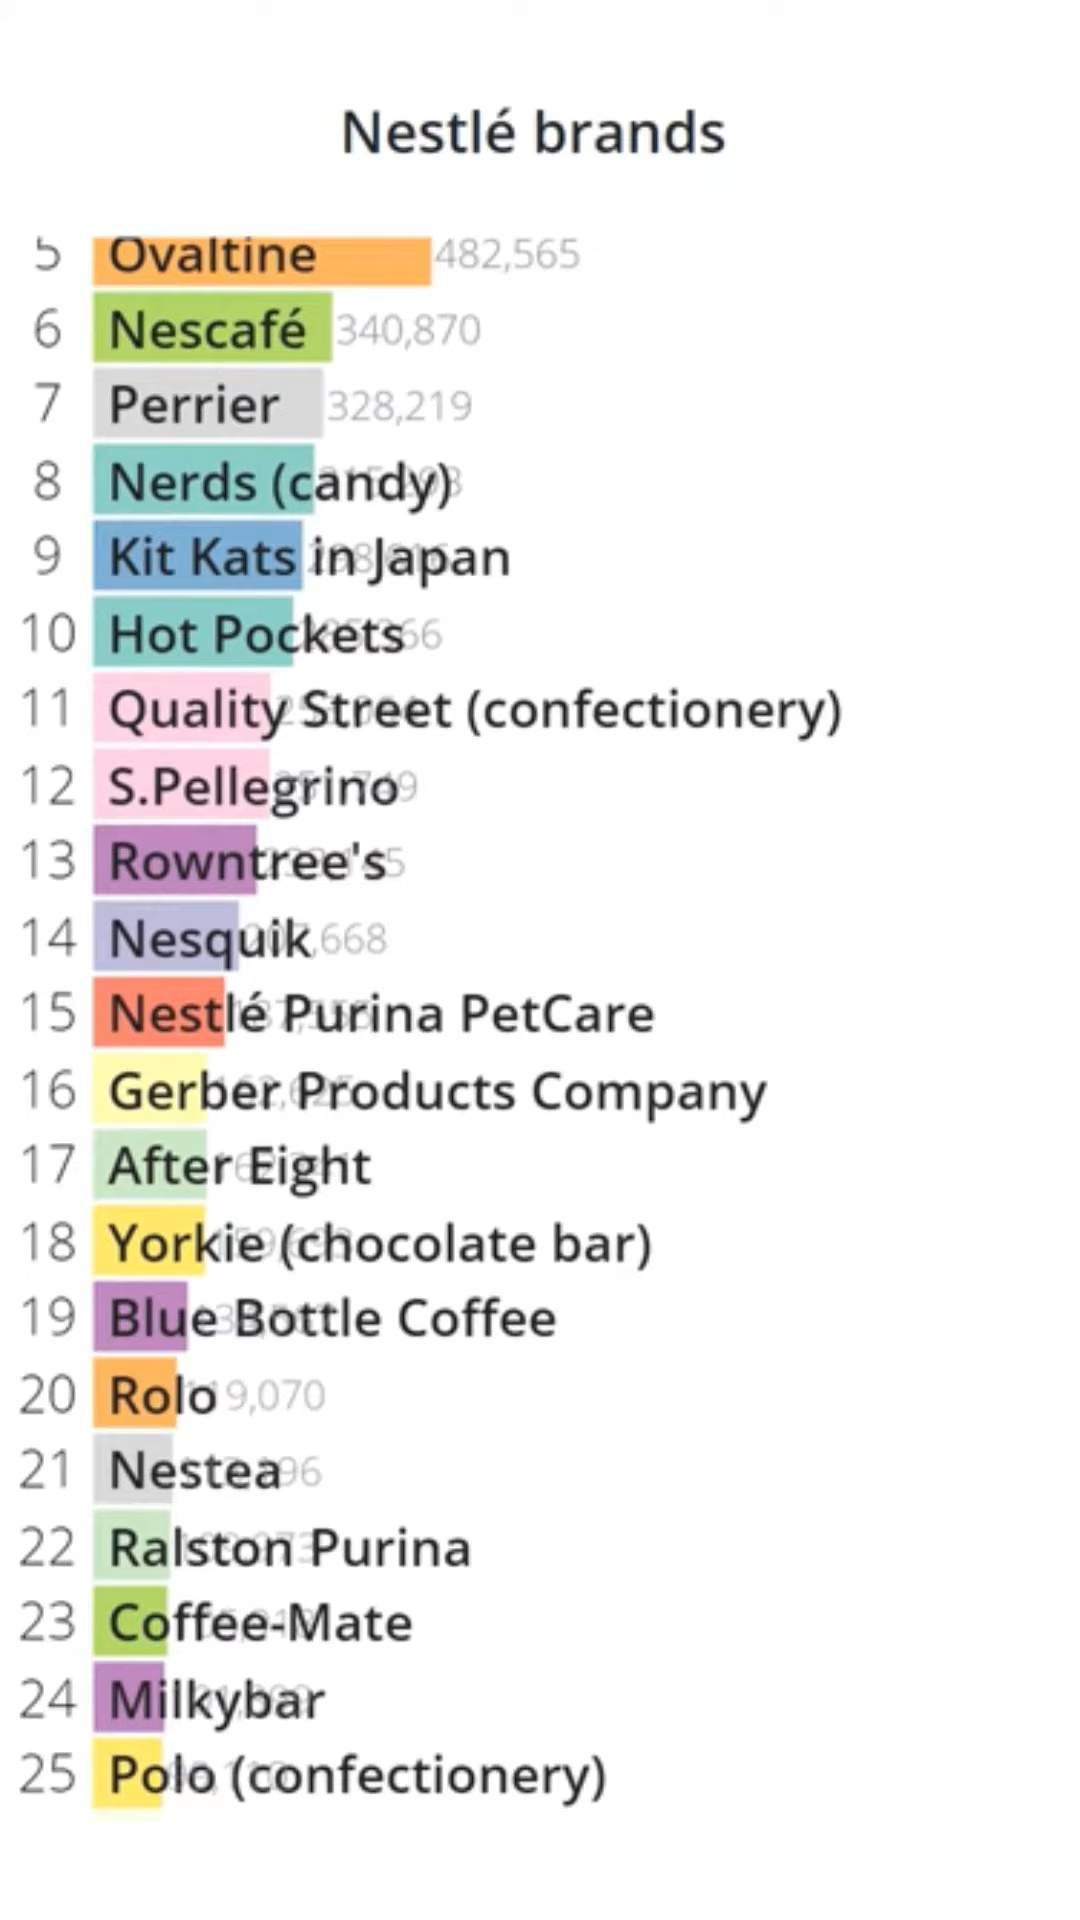 Nestlé brands
5 Ovaltine 482,565
6 Nescafé 340,870
7 Perrier 328,219
8 Nerds (candy)
9 Kit Kats in Japan
10 Hot Pockets
11 Quality Street (confectionery)
12 S.Pellegrino
13 Rowntree's
14 Nesquik
15 Nestlé Purina PetCare
16 Gerber Products Company
17 After Eight
18 Yorkie (chocolate bar)
19 Blue Bottle Coffee
20 Rolo 119,070
21 Nestea
22 Ralston Purina
23 Coffee-Mate
24 Milkybar
25 Polo (confectionery)